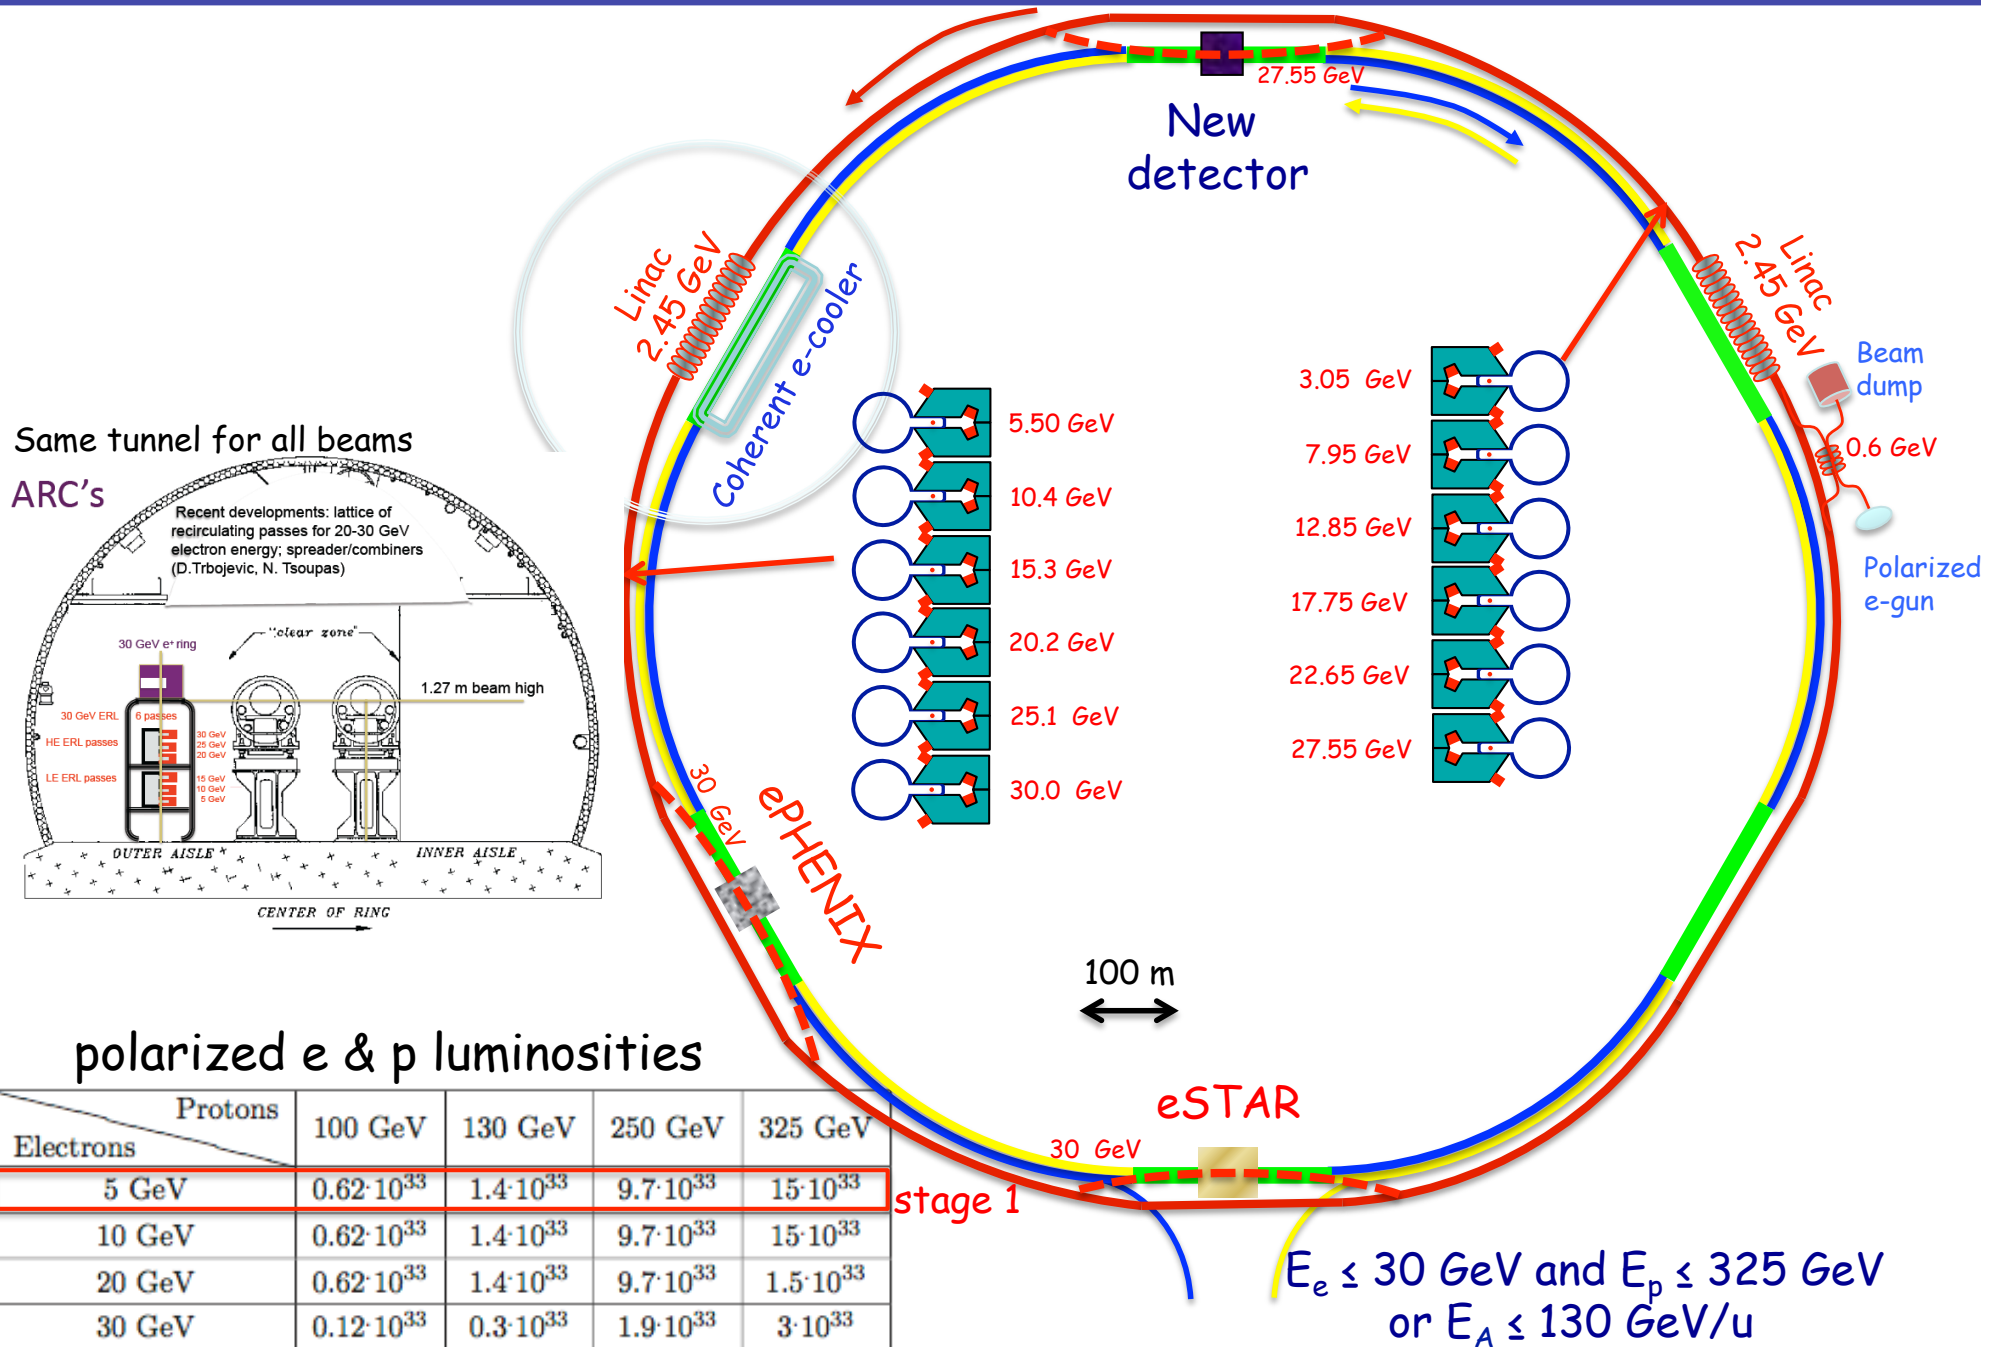 27.55 GeV
New
detector
Linac
2.45 GeV
Coherent e-cooler
Linac
2.45 GeV
Beam
dump
0.6 GeV
Polarized
e-gun
5.50 GeV
10.4 GeV
15.3 GeV
20.2 GeV
25.1 GeV
30.0 GeV
3.05 GeV
7.95 GeV
12.85 GeV
17.75 GeV
22.65 GeV
27.55 GeV
Same tunnel for all beams
ARC's
Recent developments: lattice of
recirculating passes for 20-30 GeV
electron energy; spreader/combiners
(D.Trbojevic, N. Tsoupas)
"clear zone"
30 GeV e⁺ ring
1.27 m beam high
30 GeV ERL 6 passes
HE ERL passes
30 GeV
25 GeV
20 GeV
LE ERL passes
15 GeV
10 GeV
5 GeV
OUTER AISLE
INNER AISLE
CENTER OF RING
30 GeV
ePHENIX
100 m
eSTAR
30 GeV
polarized e & p luminosities
Protons
Electrons
100 GeV 130 GeV 250 GeV 325 GeV
5 GeV 0.62·10³³ 1.4·10³³ 9.7·10³³ 15·10³³
stage 1
10 GeV 0.62·10³³ 1.4·10³³ 9.7·10³³ 15·10³³
20 GeV 0.62·10³³ 1.4·10³³ 9.7·10³³ 1.5·10³³
30 GeV 0.12·10³³ 0.3·10³³ 1.9·10³³ 3·10³³
Eₑ ≤ 30 GeV and Eₚ ≤ 325 GeV
or E_A ≤ 130 GeV/u